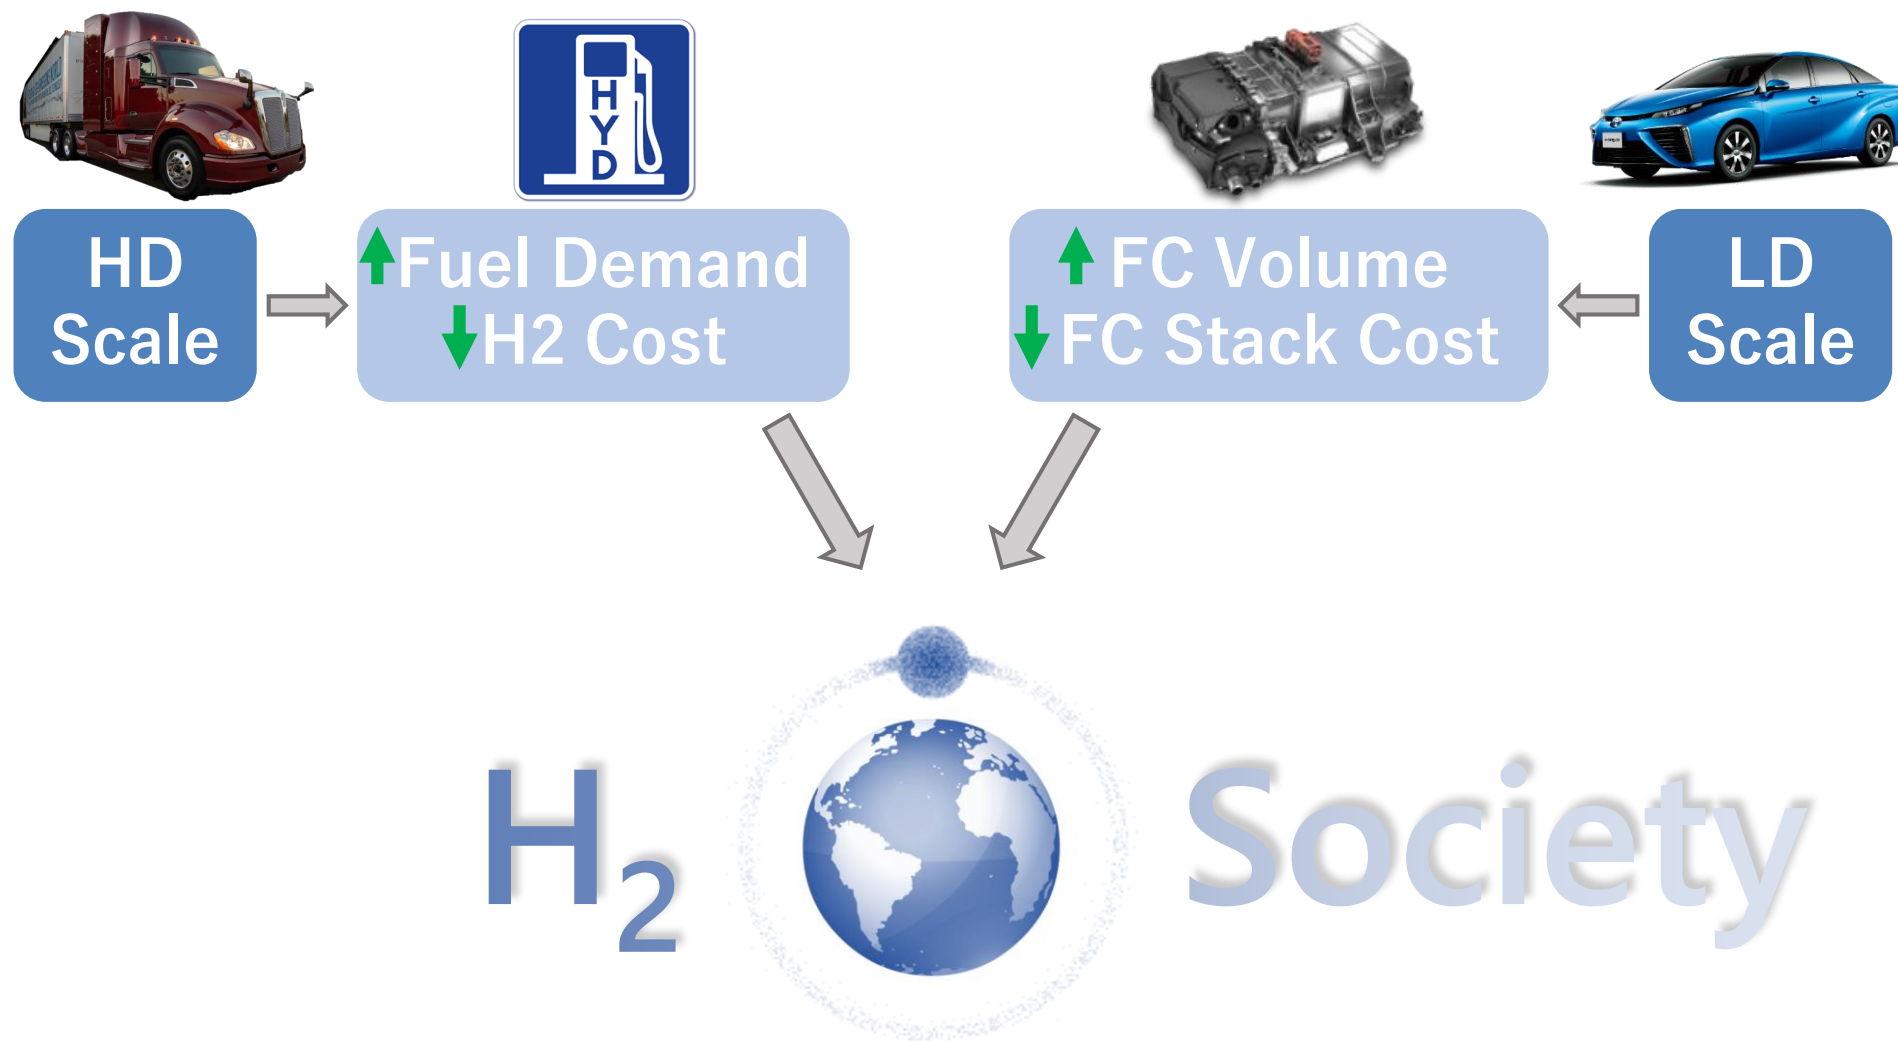 HYD
HD
Scale
Fuel Demand
H2 Cost
FC Volume
FC Stack Cost
LD
Scale
H2 Society